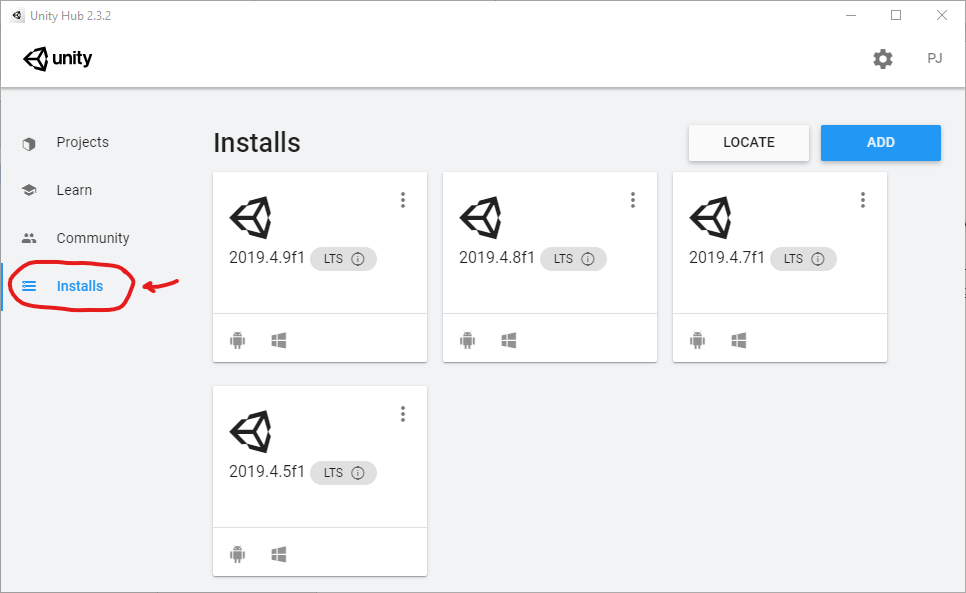 Unity Hub 2.3.2
unity
PJ
Projects
Learn
Community
Installs
Installs
LOCATE
ADD
2019.4.9f1 LTS
2019.4.8f1 LTS
2019.4.7f1 LTS
2019.4.5f1 LTS